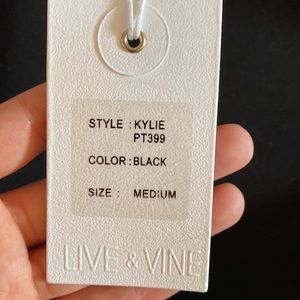 STYLE : KYLIE
PT399
COLOR : BLACK
SIZE : MEDIUM
LIVE & VINE